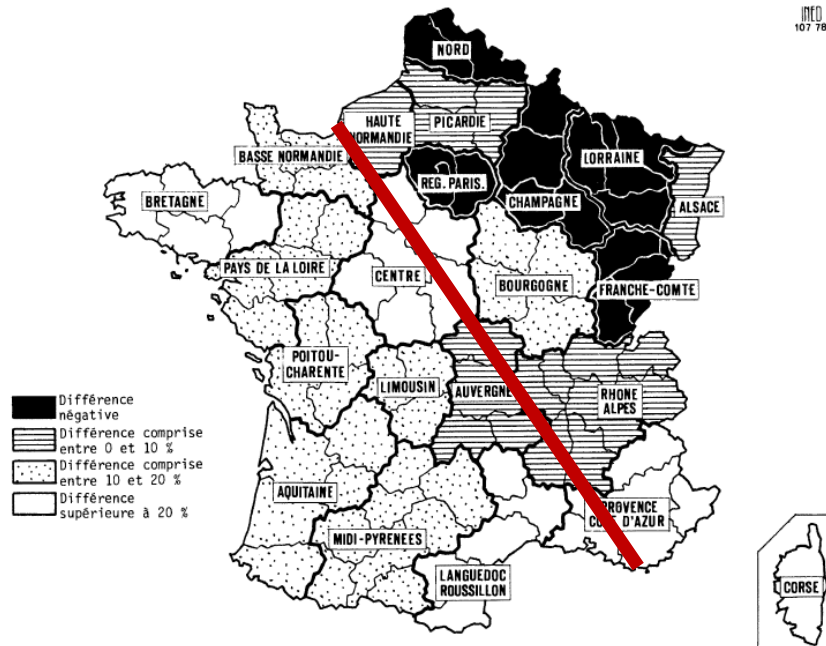 INED
107 78
NORD
HAUTE
NORMANDIE
PICARDIE
BASSE NORMANDIE
LORRAINE
REG. PARIS.
BRETAGNE
CHAMPAGNE
ALSACE
PAYS DE LA LOIRE
CENTRE
BOURGOGNE
FRANCHE-COMTE
POITOU-
CHARENTE
LIMOUSIN
AUVERGNE
RHONE
ALPES
Différence
négative
Différence comprise
entre 0 et 10 %
Différence comprise
entre 10 et 20 %
Différence
supérieure à 20 %
AQUITAINE
PROVENCE
COTE D'AZUR
MIDI-PYRENEES
LANGUEDOC
ROUSSILLON
CORSE